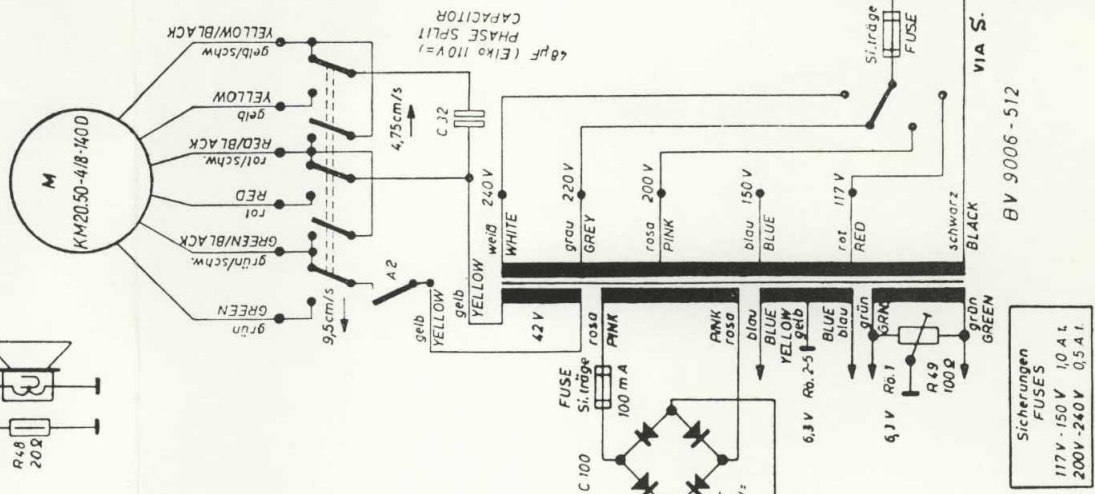 M
KM20.50-4/8-140D
YELLOW/BLACK
gelb/schw
YELLOW
gelb
RED/BLACK
rot/schw.
RED
rot
GREEN/BLACK
grün/schw.
GREEN
grün
48µF (Elko 110V=)
PHASE SPLIT
CAPACITOR
4,75cm/s
9,5cm/s
C 32
A 2
gelb
YELLOW
gelb
YELLOW
weiß 240 V
WHITE
grau 220 V
GREY
rosa 200 V
PINK
blau 150 V
BLUE
rot 117 V
RED
schwarz
BLACK
Si. träge
FUSE
VIA S.
BV 9006-512
42V
rosa
PINK
PINK
rosa
blau
BLUE
YELLOW
gelb
BLUE
blau
grün
GRN
grün
GREEN
FUSE
Si. träge
100 mA
C 100
6,3 V Rö. 2-5
6,3 V Rö. 1
R 49
100Ω
R48
20Ω
Sicherungen
FUSES
117V-150V 1,0 A t.
200V-240V 0,5 A t.